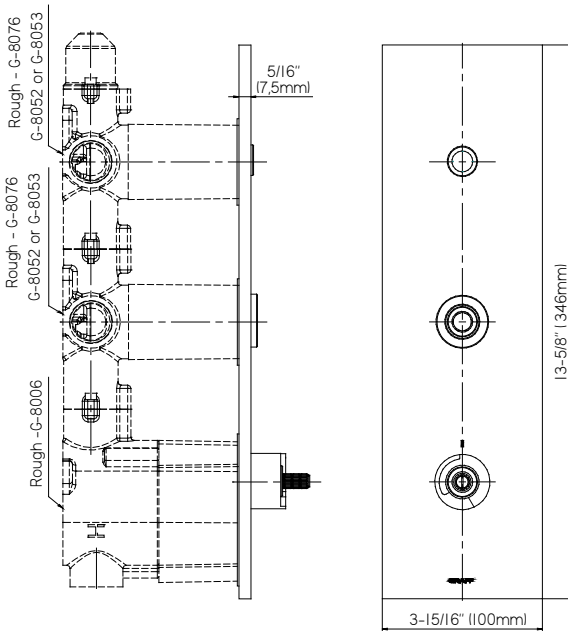 Rough - G-8076
G-8052 or G-8053
Rough - G-8076
G-8052 or G-8053
Rough -G-8006
5/16"
(7,5mm)
13-5/8" (346mm)
GRAFF
3-15/16" (100mm)